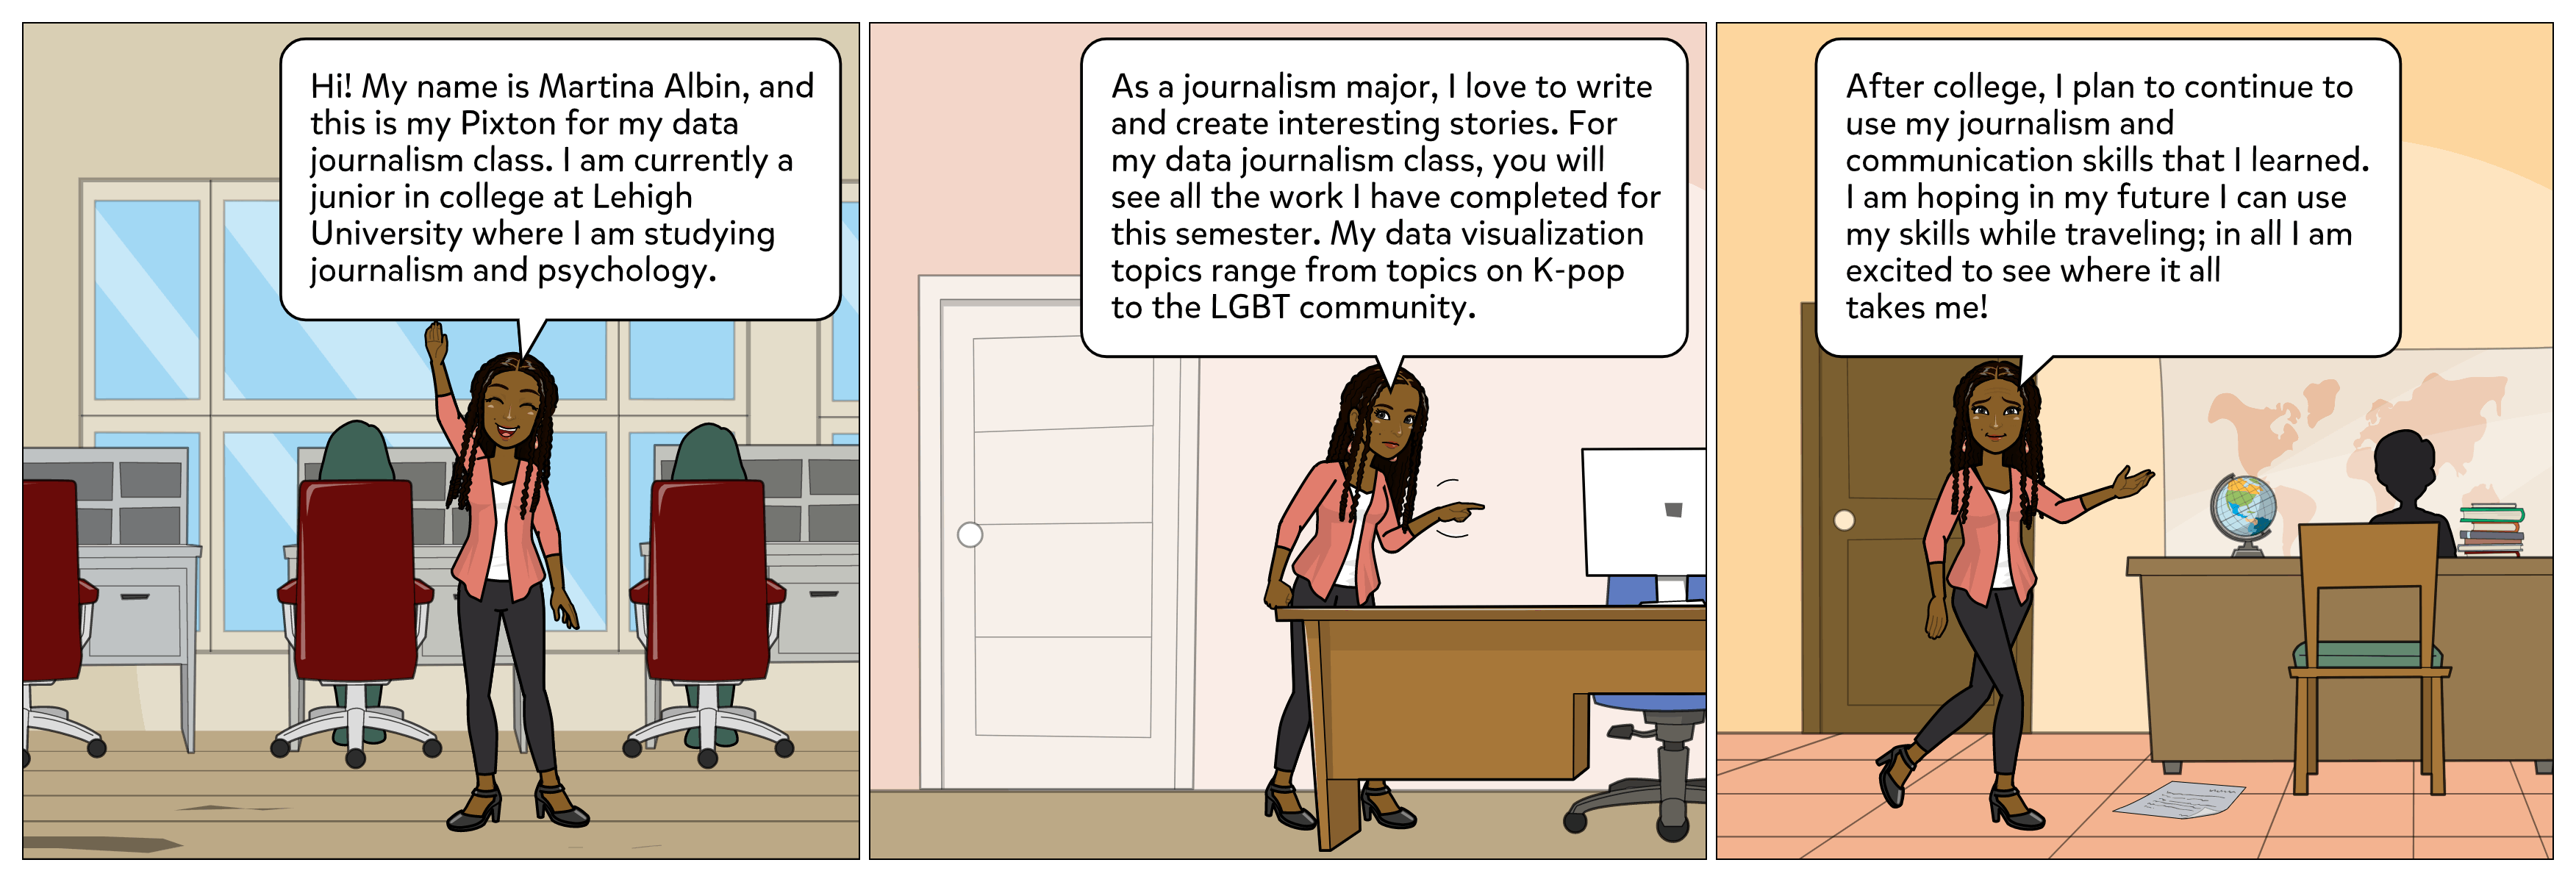 Hi! My name is Martina Albin, and
this is my Pixton for my data
journalism class. I am currently a
junior in college at Lehigh
University where I am studying
journalism and psychology.
As a journalism major, I love to write
and create interesting stories. For
my data journalism class, you will
see all the work I have completed for
this semester. My data visualization
topics range from topics on K-pop
to the LGBT community.
After college, I plan to continue to
use my journalism and
communication skills that I learned.
I am hoping in my future I can use
my skills while traveling; in all I am
excited to see where it all
takes me!